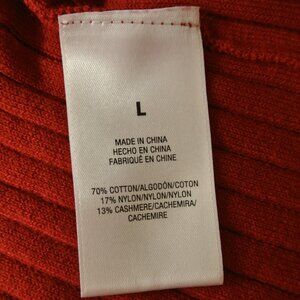 L
MADE IN CHINA
HECHO EN CHINA
FABRIQUÉ EN CHINE
70% COTTON/ALGODÓN/COTON
17% NYLON/NYLON/NYLON
13% CASHMERE/CACHEMIRA/
CACHEMIRE